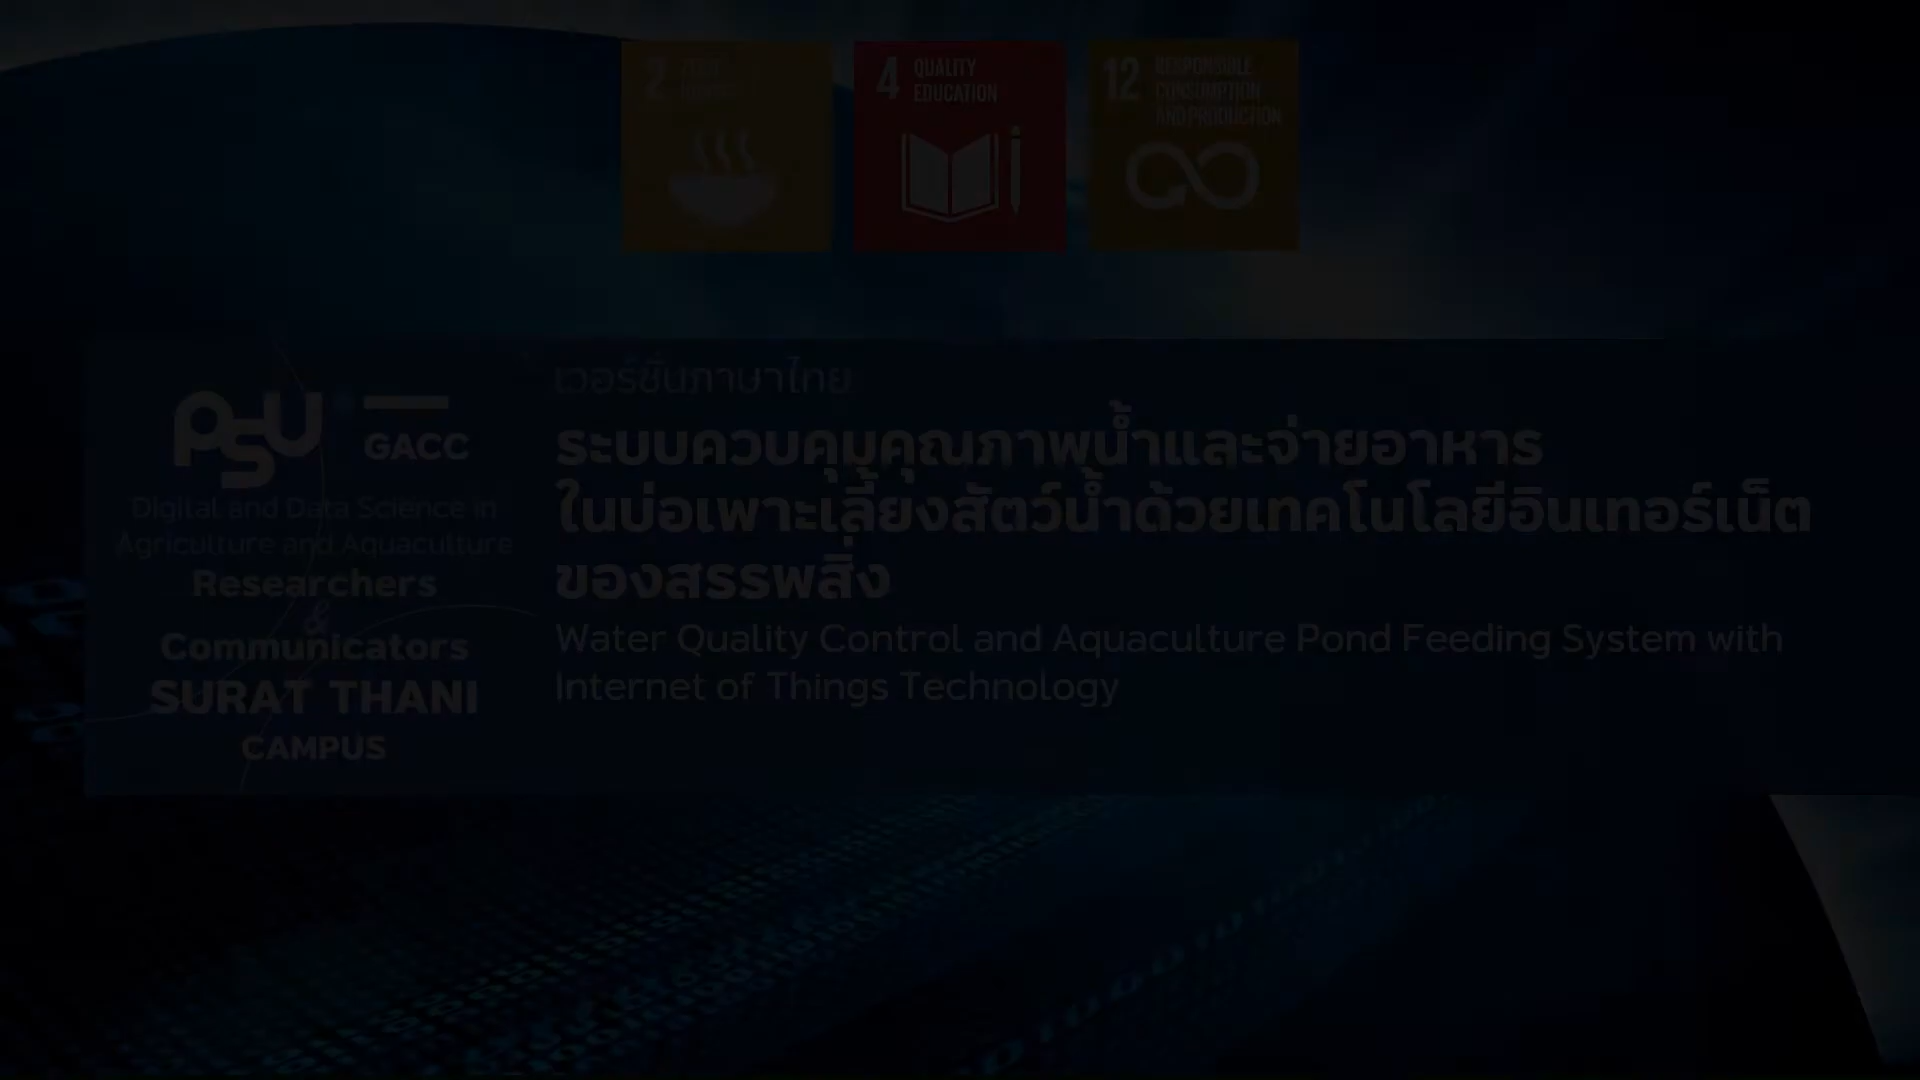 2 ZERO
HUNGER
4 QUALITY
EDUCATION
12 RESPONSIBLE
CONSUMPTION
AND PRODUCTION
PSU
GACC
Digital and Data Science in
Agriculture and Aquaculture
Researchers
&
Communicators
SURAT THANI
CAMPUS
เวอร์ชันภาษาไทย
ระบบควบคุมคุณภาพน้ำและจ่ายอาหาร
ในบ่อเพาะเลี้ยงสัตว์น้ำด้วยเทคโนโลยีอินเทอร์เน็ต
ของสรรพสิ่ง
Water Quality Control and Aquaculture Pond Feeding System with
Internet of Things Technology